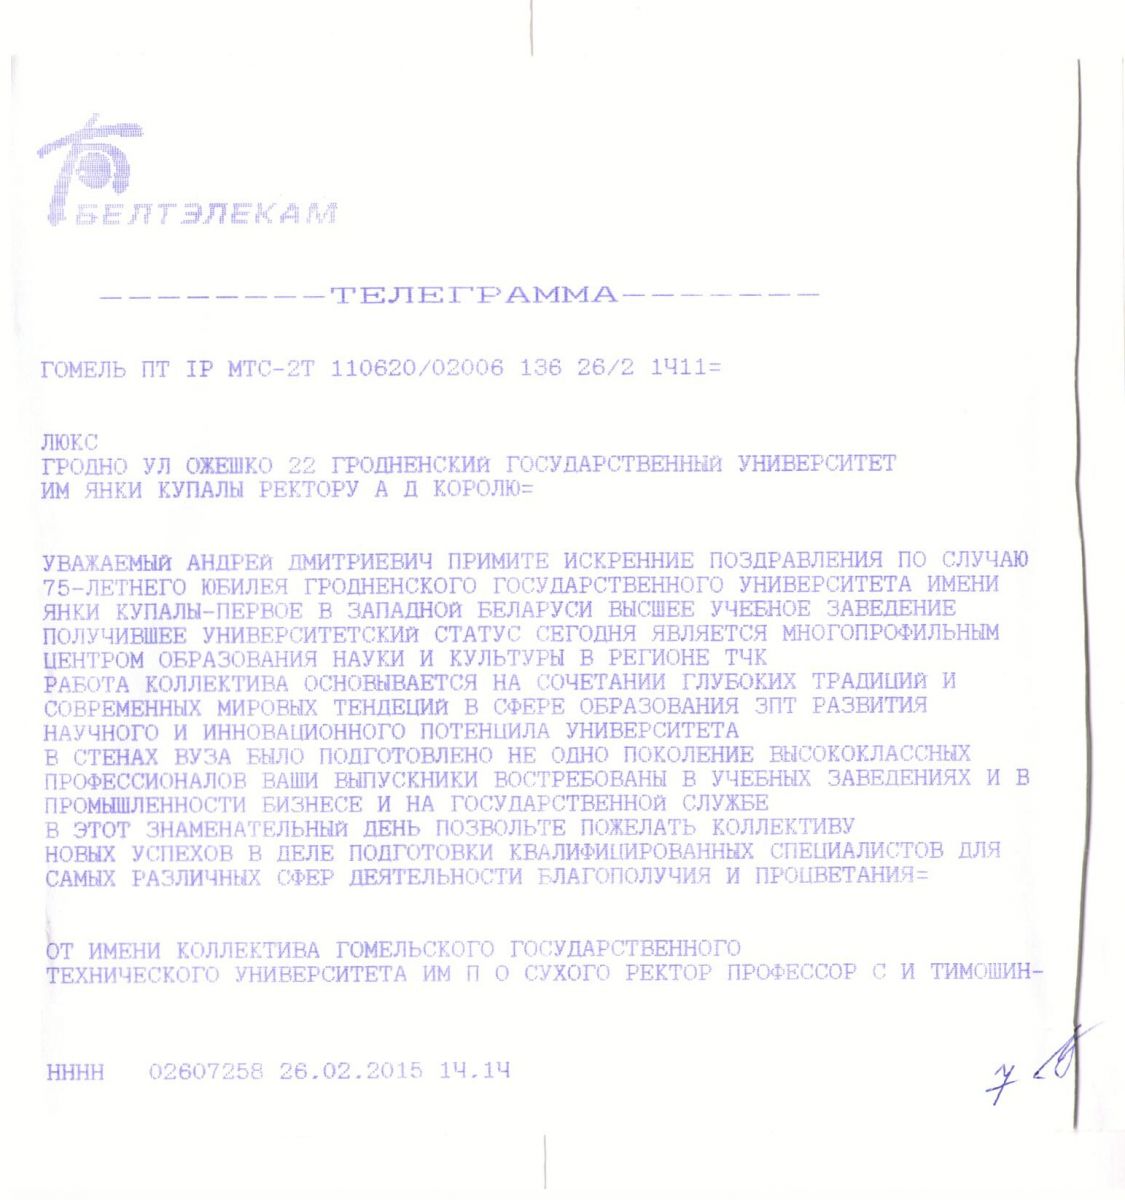 БЕЛТЭЛЕКАМ
--------ТЕЛЕГРАММА-------
ГОМЕЛЬ ПТ IP МТС-2Т 110620/02006 136 26/2 1Ч11=
ЛЮКС
ГРОДНО УЛ ОЖЕШКО 22 ГРОДНЕНСКИЙ ГОСУДАРСТВЕННЫЙ УНИВЕРСИТЕТ
ИМ ЯНКИ КУПАЛЫ РЕКТОРУ А Д КОРОЛЮ=
УВАЖАЕМЫЙ АНДРЕЙ ДМИТРИЕВИЧ ПРИМИТЕ ИСКРЕННИЕ ПОЗДРАВЛЕНИЯ ПО СЛУЧАЮ
75-ЛЕТНЕГО ЮБИЛЕЯ ГРОДНЕНСКОГО ГОСУДАРСТВЕННОГО УНИВЕРСИТЕТА ИМЕНИ
ЯНКИ КУПАЛЫ-ПЕРВОЕ В ЗАПАДНОЙ БЕЛАРУСИ ВЫСШЕЕ УЧЕБНОЕ ЗАВЕДЕНИЕ
ПОЛУЧИВШЕЕ УНИВЕРСИТЕТСКИЙ СТАТУС СЕГОДНЯ ЯВЛЯЕТСЯ МНОГОПРОФИЛЬНЫМ
ЦЕНТРОМ ОБРАЗОВАНИЯ НАУКИ И КУЛЬТУРЫ В РЕГИОНЕ ТЧК
РАБОТА КОЛЛЕКТИВА ОСНОВЫВАЕТСЯ НА СОЧЕТАНИИ ГЛУБОКИХ ТРАДИЦИЙ И
СОВРЕМЕННЫХ МИРОВЫХ ТЕНДЕЦИЙ В СФЕРЕ ОБРАЗОВАНИЯ ЗПТ РАЗВИТИЯ
НАУЧНОГО И ИННОВАЦИОННОГО ПОТЕНЦИЛА УНИВЕРСИТЕТА
В СТЕНАХ ВУЗА БЫЛО ПОДГОТОВЛЕНО НЕ ОДНО ПОКОЛЕНИЕ ВЫСОКОКЛАССНЫХ
ПРОФЕССИОНАЛОВ ВАШИ ВЫПУСКНИКИ ВОСТРЕБОВАНЫ В УЧЕБНЫХ ЗАВЕДЕНИЯХ И В
ПРОМЫШЛЕННОСТИ БИЗНЕСЕ И НА ГОСУДАРСТВЕННОЙ СЛУЖБЕ
В ЭТОТ ЗНАМЕНАТЕЛЬНЫЙ ДЕНЬ ПОЗВОЛЬТЕ ПОЖЕЛАТЬ КОЛЛЕКТИВУ
НОВЫХ УСПЕХОВ В ДЕЛЕ ПОДГОТОВКИ КВАЛИФИЦИРОВАННЫХ СПЕЦИАЛИСТОВ ДЛЯ
САМЫХ РАЗЛИЧНЫХ СФЕР ДЕЯТЕЛЬНОСТИ БЛАГОПОЛУЧИЯ И ПРОЦВЕТАНИЯ=
ОТ ИМЕНИ КОЛЛЕКТИВА ГОМЕЛЬСКОГО ГОСУДАРСТВЕННОГО
ТЕХНИЧЕСКОГО УНИВЕРСИТЕТА ИМ П О СУХОГО РЕКТОР ПРОФЕССОР С И ТИМОШИН-
НННН 02607258 26.02.2015 14.14
7